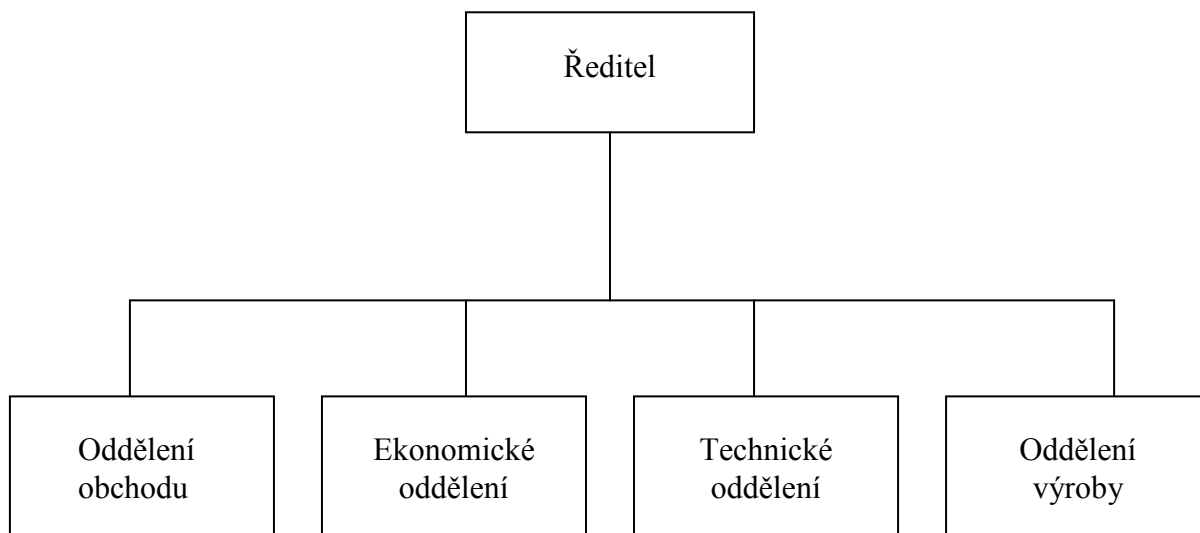 Ředitel
Oddělení
obchodu
Ekonomické
oddělení
Technické
oddělení
Oddělení
výroby